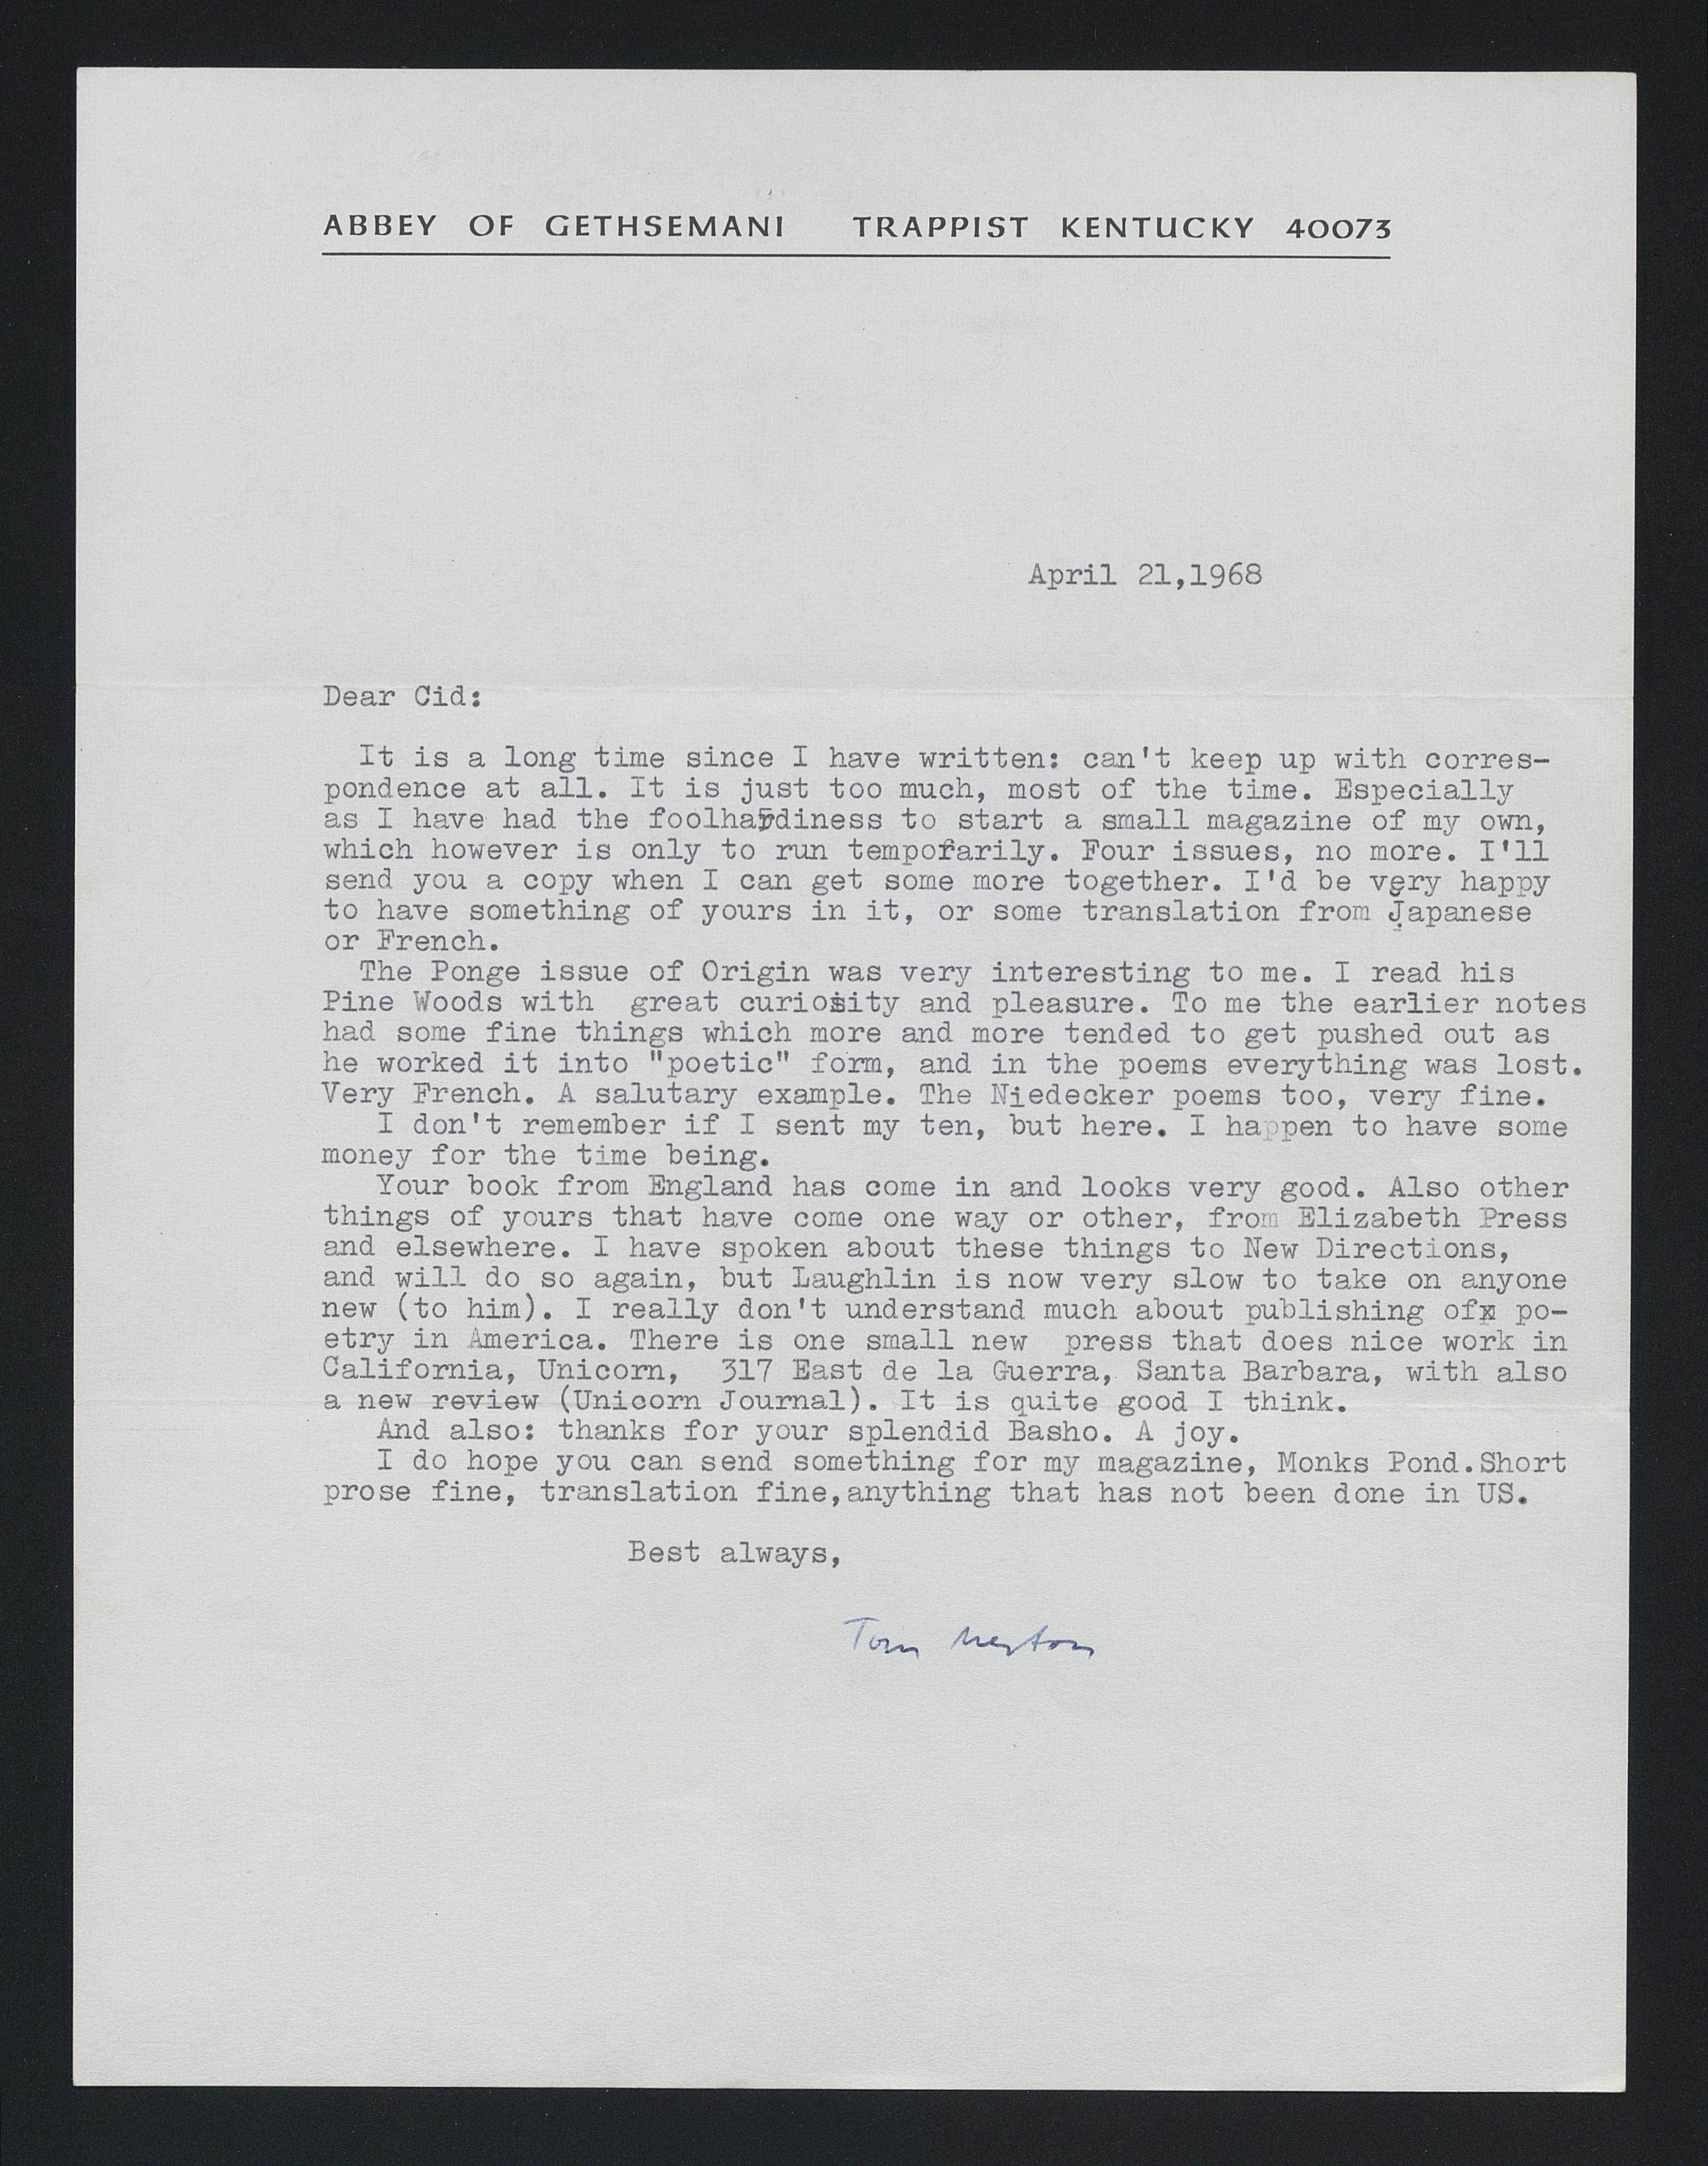 ABBEY OF GETHSEMANI TRAPPIST KENTUCKY 40073
April 21,1968
Dear Cid:
It is a long time since I have written: can't keep up with corres-
pondence at all. It is just too much, most of the time. Especially
as I have had the foolhardiness to start a small magazine of my own,
which however is only to run temporarily. Four issues, no more. I'll
send you a copy when I can get some more together. I'd be very happy
to have something of yours in it, or some translation from Japanese
or French.
The Ponge issue of Origin was very interesting to me. I read his
Pine Woods with great curiosity and pleasure. To me the earlier notes
had some fine things which more and more tended to get pushed out as
he worked it into "poetic" form, and in the poems everything was lost.
Very French. A salutary example. The Niedecker poems too, very fine.
I don't remember if I sent my ten, but here. I happen to have some
money for the time being.
Your book from England has come in and looks very good. Also other
things of yours that have come one way or other, from Elizabeth Press
and elsewhere. I have spoken about these things to New Directions,
and will do so again, but Laughlin is now very slow to take on anyone
new (to him). I really don't understand much about publishing ofx po-
etry in America. There is one small new press that does nice work in
California, Unicorn, 317 East de la Guerra, Santa Barbara, with also
a new review (Unicorn Journal). It is quite good I think.
And also: thanks for your splendid Basho. A joy.
I do hope you can send something for my magazine, Monks Pond.Short
prose fine, translation fine,anything that has not been done in US.
Best always,
Tom Merton